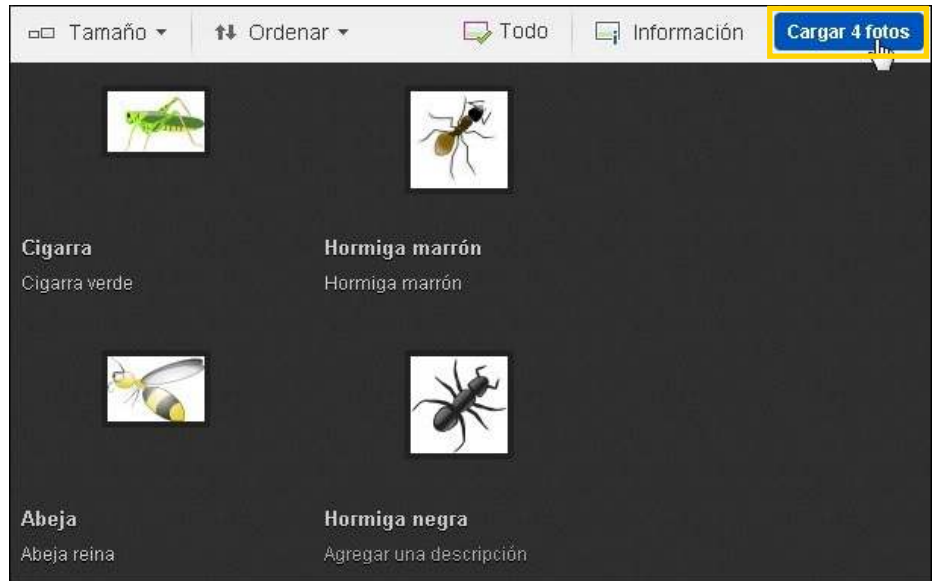 Tamaño Ordenar Todo Información Cargar 4 fotos
Cigarra Hormiga marrón
Cigarra verde Hormiga marrón
Abeja Hormiga negra
Abeja reina Agregar una descripción